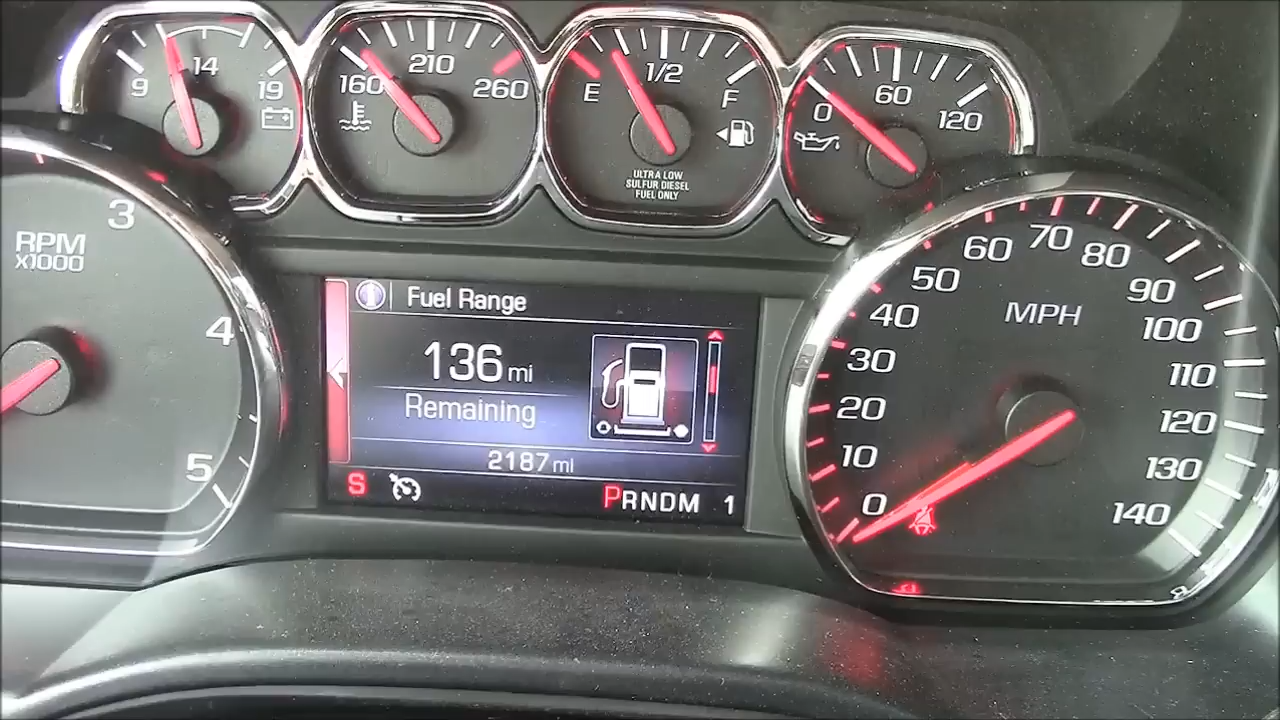 9 14 19
160 210 260
E 1/2 F
ULTRA LOW
SULFUR DIESEL
FUEL ONLY
0 60 120
RPM
x1000
3
4
5
Fuel Range
136 mi
Remaining
2187 mi
S PRNDM 1
MPH
0
10
20
30
40
50
60
70
80
90
100
110
120
130
140